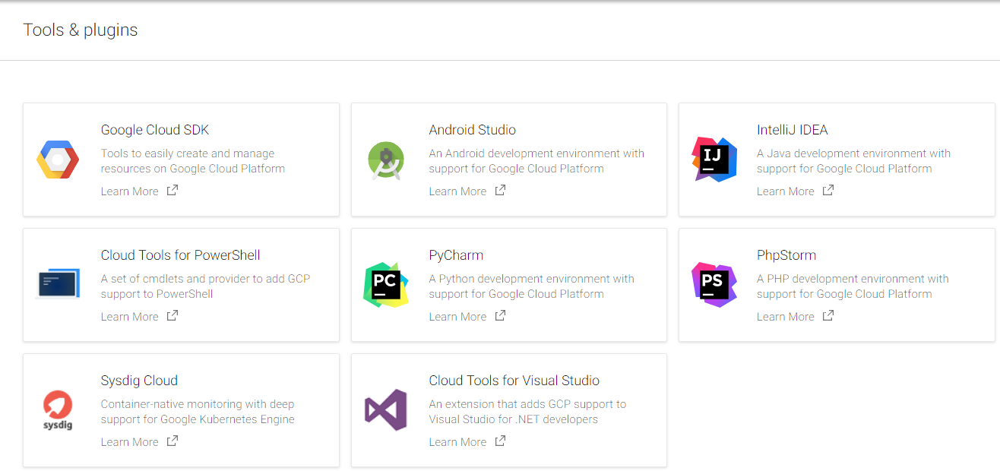 Tools & plugins
Google Cloud SDK
Tools to easily create and manage
resources on Google Cloud Platform
Learn More
Android Studio
An Android development environment with
support for Google Cloud Platform
Learn More
IJ
IntelliJ IDEA
A Java development environment with
support for Google Cloud Platform
Learn More
Cloud Tools for PowerShell
A set of cmdlets and provider to add GCP
support to PowerShell
Learn More
PC
PyCharm
A Python development environment with
support for Google Cloud Platform
Learn More
PS
PhpStorm
A PHP development environment with
support for Google Cloud Platform
Learn More
sysdig
Sysdig Cloud
Container-native monitoring with deep
support for Google Kubernetes Engine
Learn More
Cloud Tools for Visual Studio
An extension that adds GCP support to
Visual Studio for .NET developers
Learn More